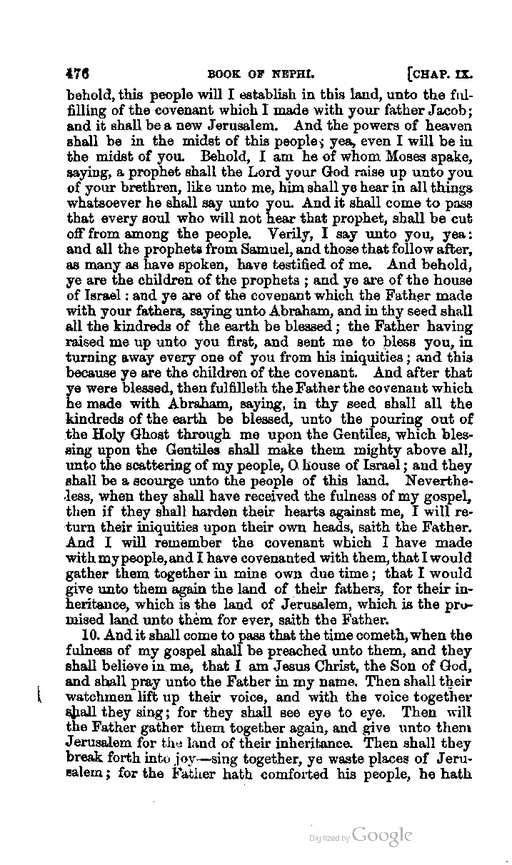 476 BOOK OF NEPHI. [CHAP. IX.
behold, this people will I establish in this land, unto the ful-
filling of the covenant which I made with your father Jacob;
and it shall be a new Jerusalem. And the powers of heaven
shall be in the midst of this people; yea, even I will be in
the midst of you. Behold, I am he of whom Moses spake,
saying, a prophet shall the Lord your God raise up unto you
of your brethren, like unto me, him shall ye hear in all things
whatsoever he shall say unto you. And it shall come to pass
that every soul who will not hear that prophet, shall be cut
off from among the people. Verily, I say unto you, yea:
and all the prophets from Samuel, and those that follow after,
as many as have spoken, have testified of me. And behold,
ye are the children of the prophets; and ye are of the house
of Israel: and ye are of the covenant which the Father made
with your fathers, saying unto Abraham, and in thy seed shall
all the kindreds of the earth be blessed; the Father having
raised me up unto you first, and sent me to bless you, in
turning away every one of you from his iniquities; and this
because ye are the children of the covenant. And after that
ye were blessed, then fulfilleth the Father the covenant which
he made with Abraham, saying, in thy seed shall all the
kindreds of the earth be blessed, unto the pouring out of
the Holy Ghost through me upon the Gentiles, which bles-
sing upon the Gentiles shall make them mighty above all,
unto the scattering of my people, O house of Israel; and they
shall be a scourge unto the people of this land. Neverthe-
less, when they shall have received the fulness of my gospel,
then if they shall harden their hearts against me, I will re-
turn their iniquities upon their own heads, saith the Father.
And I will remember the covenant which I have made
with my people, and I have covenanted with them, that I would
gather them together in mine own due time; that I would
give unto them again the land of their fathers, for their in-
heritance, which is the land of Jerusalem, which is the pro-
mised land unto them for ever, saith the Father.
10. And it shall come to pass that the time cometh, when the
fulness of my gospel shall be preached unto them, and they
shall believe in me, that I am Jesus Christ, the Son of God,
and shall pray unto the Father in my name. Then shall their
watchmen lift up their voice, and with the voice together
shall they sing; for they shall see eye to eye. Then will
the Father gather them together again, and give unto them
Jerusalem for the land of their inheritance. Then shall they
break forth into joy—sing together, ye waste places of Jeru-
salem; for the Father hath comforted his people, he hath
Digitized by Google